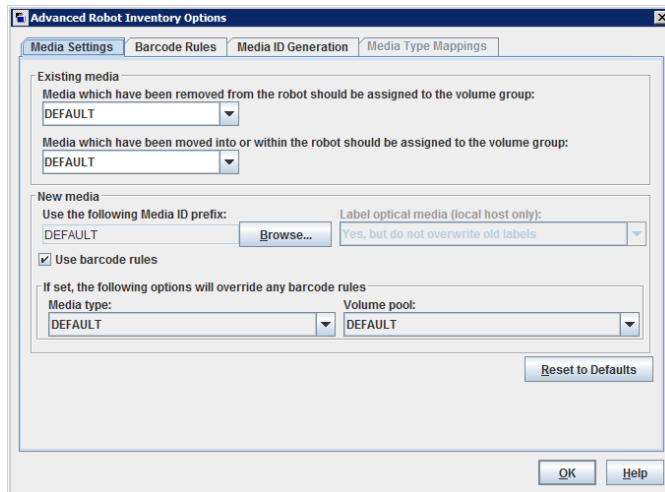 Advanced Robot Inventory Options
Media Settings Barcode Rules Media ID Generation Media Type Mappings
Existing media
Media which have been removed from the robot should be assigned to the volume group:
DEFAULT
Media which have been moved into or within the robot should be assigned to the volume group:
DEFAULT
New media
Use the following Media ID prefix: Label optical media (local host only):
DEFAULT Browse... Yes, but do not overwrite old labels
Use barcode rules
If set, the following options will override any barcode rules
Media type: Volume pool:
DEFAULT DEFAULT
Reset to Defaults
OK Help